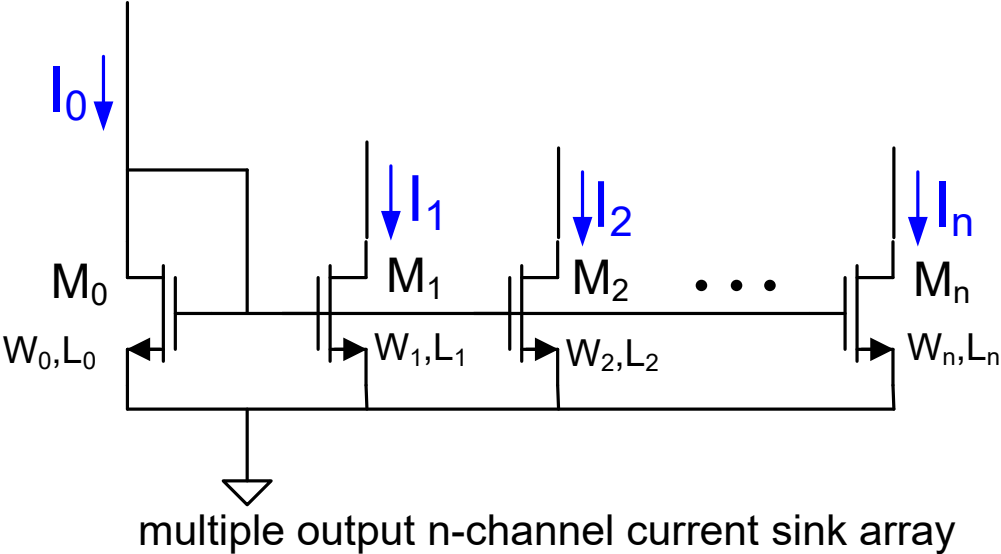 I₀
I₁
I₂
Iₙ
M₀
M₁
M₂
• • •
Mₙ
W₀,L₀
W₁,L₁
W₂,L₂
Wₙ,Lₙ
multiple output n-channel current sink array